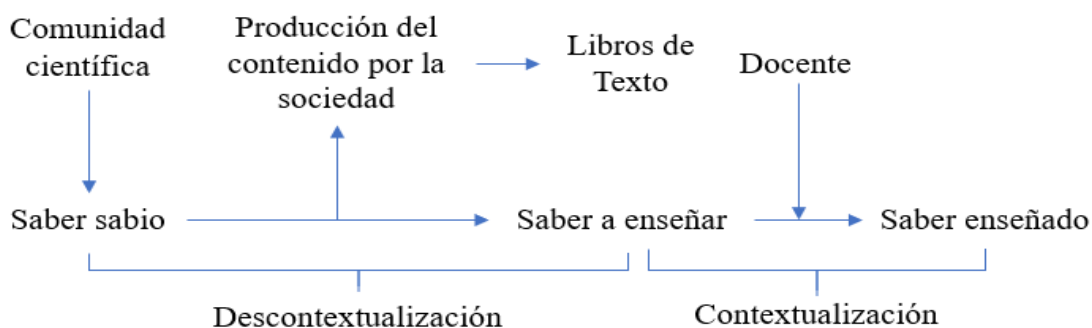 Comunidad
científica
Producción del
contenido por la
sociedad
Libros de
Texto
Docente
Saber sabio
Saber a enseñar
Saber enseñado
Descontextualización
Contextualización